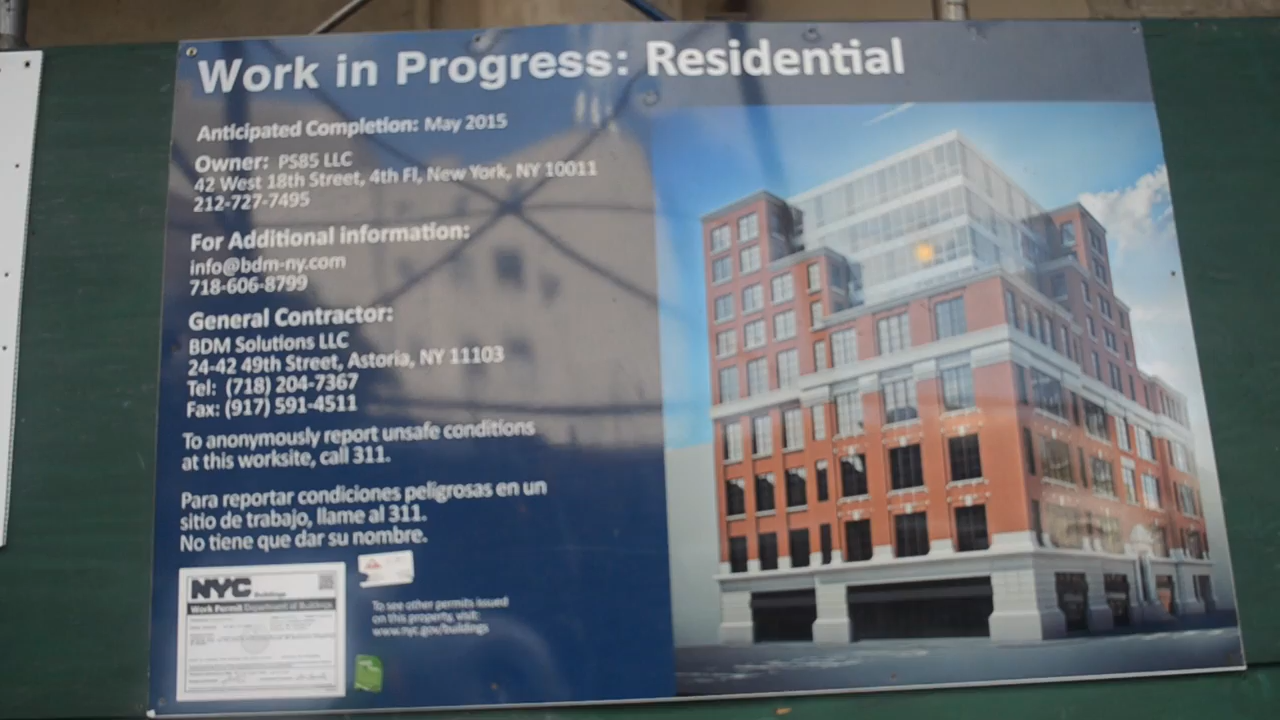 Work in Progress: Residential
Anticipated Completion: May 2015
Owner: PS85 LLC
42 West 18th Street, 4th Fl, New York, NY 10011
212-727-7495
For Additional information:
info@bdm-ny.com
718-606-8799
General Contractor:
BDM Solutions LLC
24-42 49th Street, Astoria, NY 11103
Tel: (718) 204-7367
Fax: (917) 591-4511
To anonymously report unsafe conditions
at this worksite, call 311.
Para reportar condiciones peligrosas en un
sitio de trabajo, llame al 311.
No tiene que dar su nombre.
NYC Buildings
Work Permit Department of Buildings
To see other permits issued
on this property, visit:
www.nyc.gov/buildings